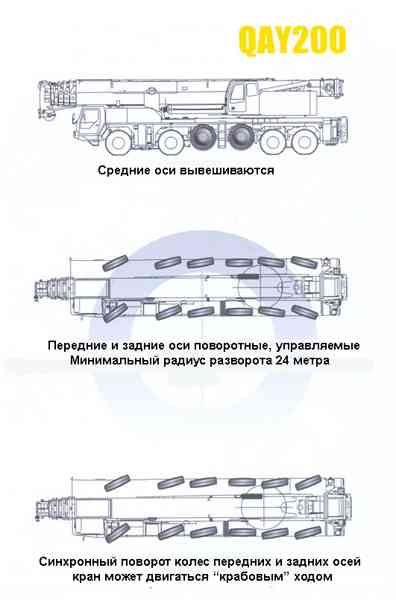 QAY200
Средние оси вывешиваются
Передние и задние оси поворотные, управляемые
Минимальный радиус разворота 24 метра
Синхронный поворот колес передних и задних осей
кран может двигаться “крабовым” ходом